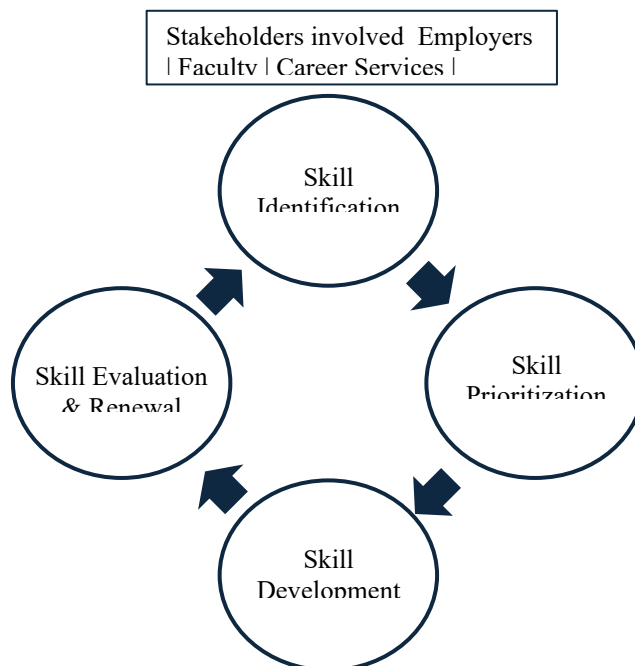 Stakeholders involved Employers
| Faculty | Career Services |
Skill
Identification
Skill Evaluation
& Renewal
Skill
Prioritization
Skill
Development